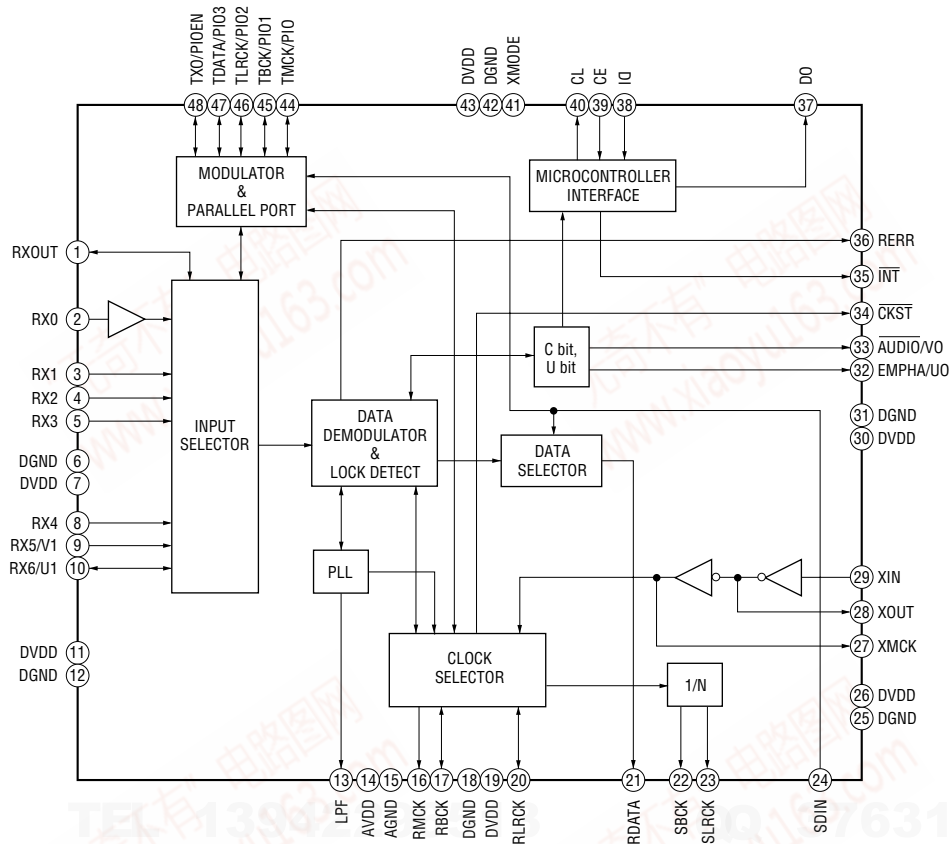 TXO/PIOEN
TDATA/PIO3
TLRCK/PIO2
TBCK/PIO1
TMCK/PIO
DVDD
DGND
XMODE
CL
CE
DI
DO
48 47 46 45 44 43 42 41 40 39 38 37
MODULATOR
&
PARALLEL PORT
MICROCONTROLLER
INTERFACE
RXOUT 1
RX0 2
RX1 3
RX2 4
RX3 5
DGND 6
DVDD 7
RX4 8
RX5/V1 9
RX6/U1 10
DVDD 11
DGND 12
INPUT
SELECTOR
DATA
DEMODULATOR
&
LOCK DETECT
C bit,
U bit
DATA
SELECTOR
PLL
CLOCK
SELECTOR
1/N
36 RERR
35 INT
34 CKST
33 AUDIO/VO
32 EMPHA/UO
31 DGND
30 DVDD
29 XIN
28 XOUT
27 XMCK
26 DVDD
25 DGND
13 14 15 16 17 18 19 20 21 22 23 24
LPF
AVDD
AGND
RMCK
RBCK
DGND
DVDD
RLRCK
RDATA
SBCK
SLRCK
SDIN
www.xiaoyu163.com